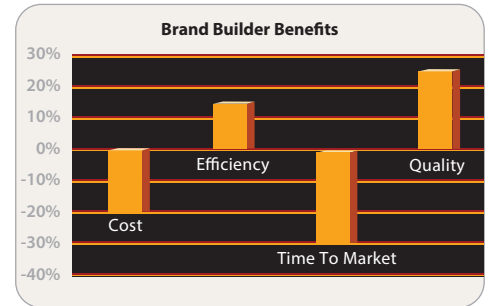 Brand Builder Benefits
30%
20%
10%
0%
-10%
-20%
-30%
-40%
Efficiency
Quality
Cost
Time To Market